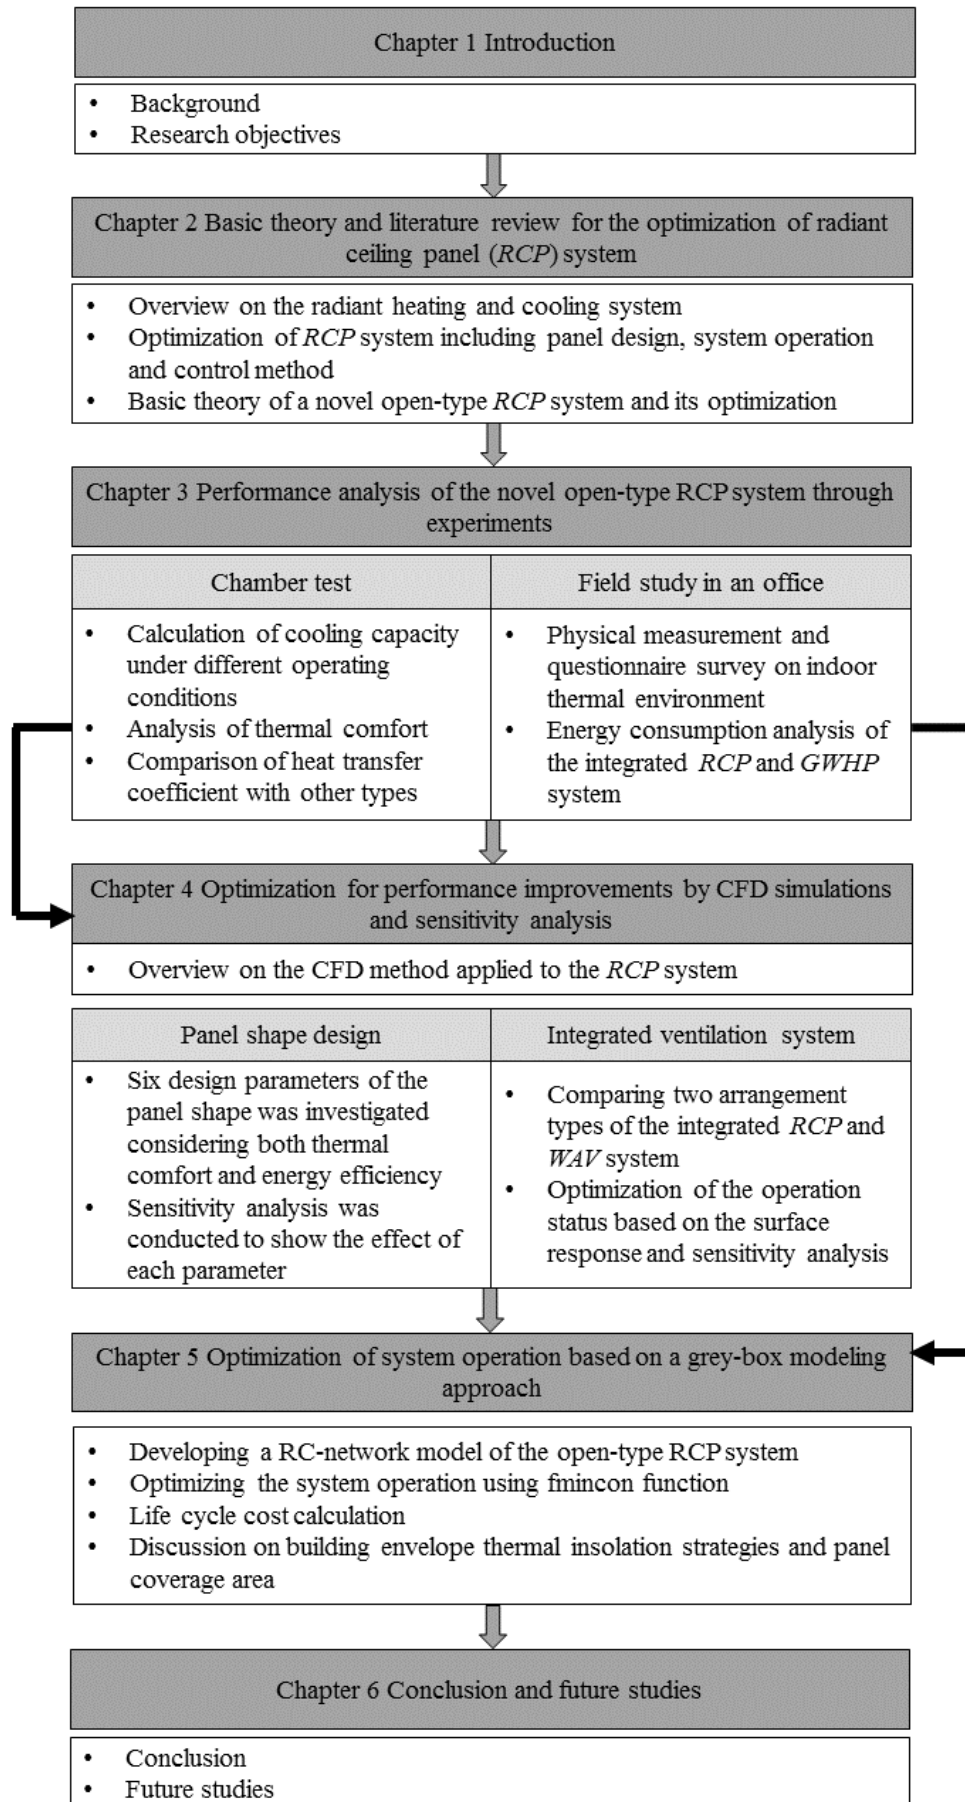 Chapter 1 Introduction
• Background
• Research objectives
Chapter 2 Basic theory and literature review for the optimization of radiant
ceiling panel (RCP) system
• Overview on the radiant heating and cooling system
• Optimization of RCP system including panel design, system operation
and control method
• Basic theory of a novel open-type RCP system and its optimization
Chapter 3 Performance analysis of the novel open-type RCP system through
experiments
Chamber test
• Calculation of cooling capacity
under different operating
conditions
• Analysis of thermal comfort
• Comparison of heat transfer
coefficient with other types
Field study in an office
• Physical measurement and
questionnaire survey on indoor
thermal environment
• Energy consumption analysis of
the integrated RCP and GWHP
system
Chapter 4 Optimization for performance improvements by CFD simulations
and sensitivity analysis
• Overview on the CFD method applied to the RCP system
Panel shape design
• Six design parameters of the
panel shape was investigated
considering both thermal
comfort and energy efficiency
• Sensitivity analysis was
conducted to show the effect of
each parameter
Integrated ventilation system
• Comparing two arrangement
types of the integrated RCP and
WAV system
• Optimization of the operation
status based on the surface
response and sensitivity analysis
Chapter 5 Optimization of system operation based on a grey-box modeling
approach
• Developing a RC-network model of the open-type RCP system
• Optimizing the system operation using fmincon function
• Life cycle cost calculation
• Discussion on building envelope thermal insolation strategies and panel
coverage area
Chapter 6 Conclusion and future studies
• Conclusion
• Future studies